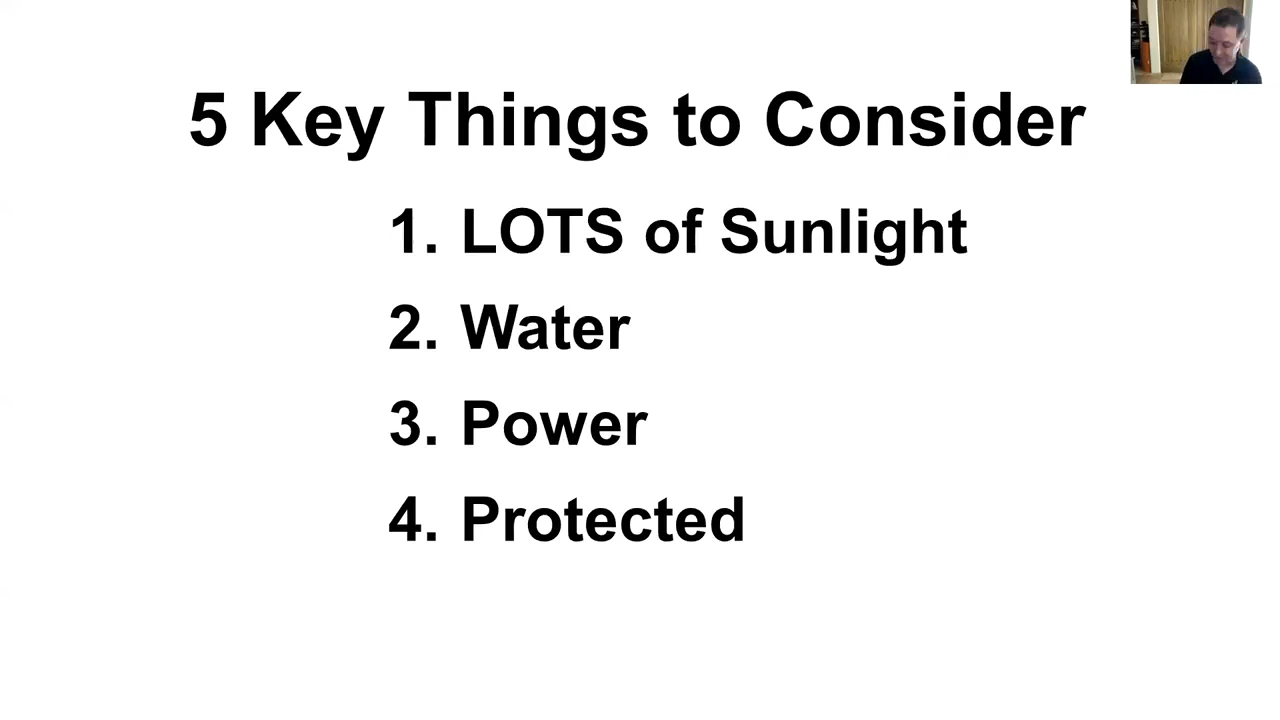 5 Key Things to Consider
1. LOTS of Sunlight
2. Water
3. Power
4. Protected